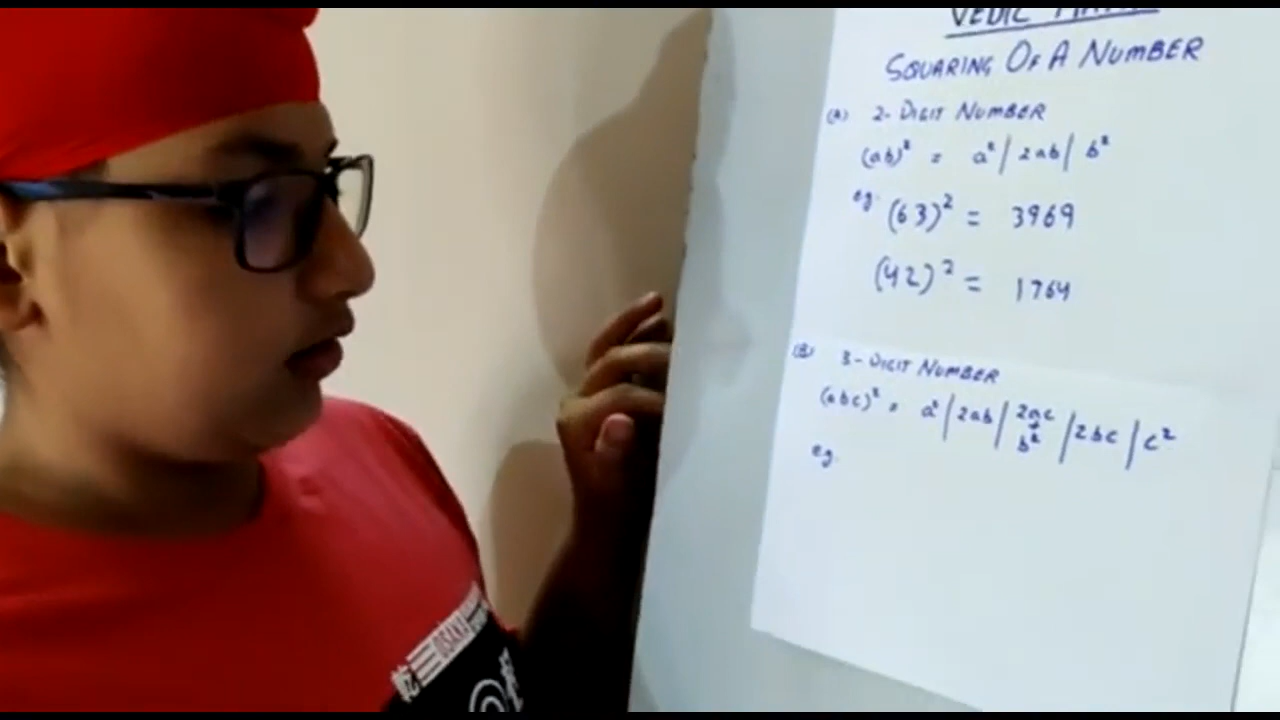 VEDIC MATHS
SQUARING OF A NUMBER
(A) 2-DIGIT NUMBER
(ab)² = a² | 2ab | b²
eg. (63)² = 3969
(42)² = 1764
(B) 3-DIGIT NUMBER
(abc)² = a² | 2ab | 2ac + b² | 2bc | c²
eg.
OSAKA